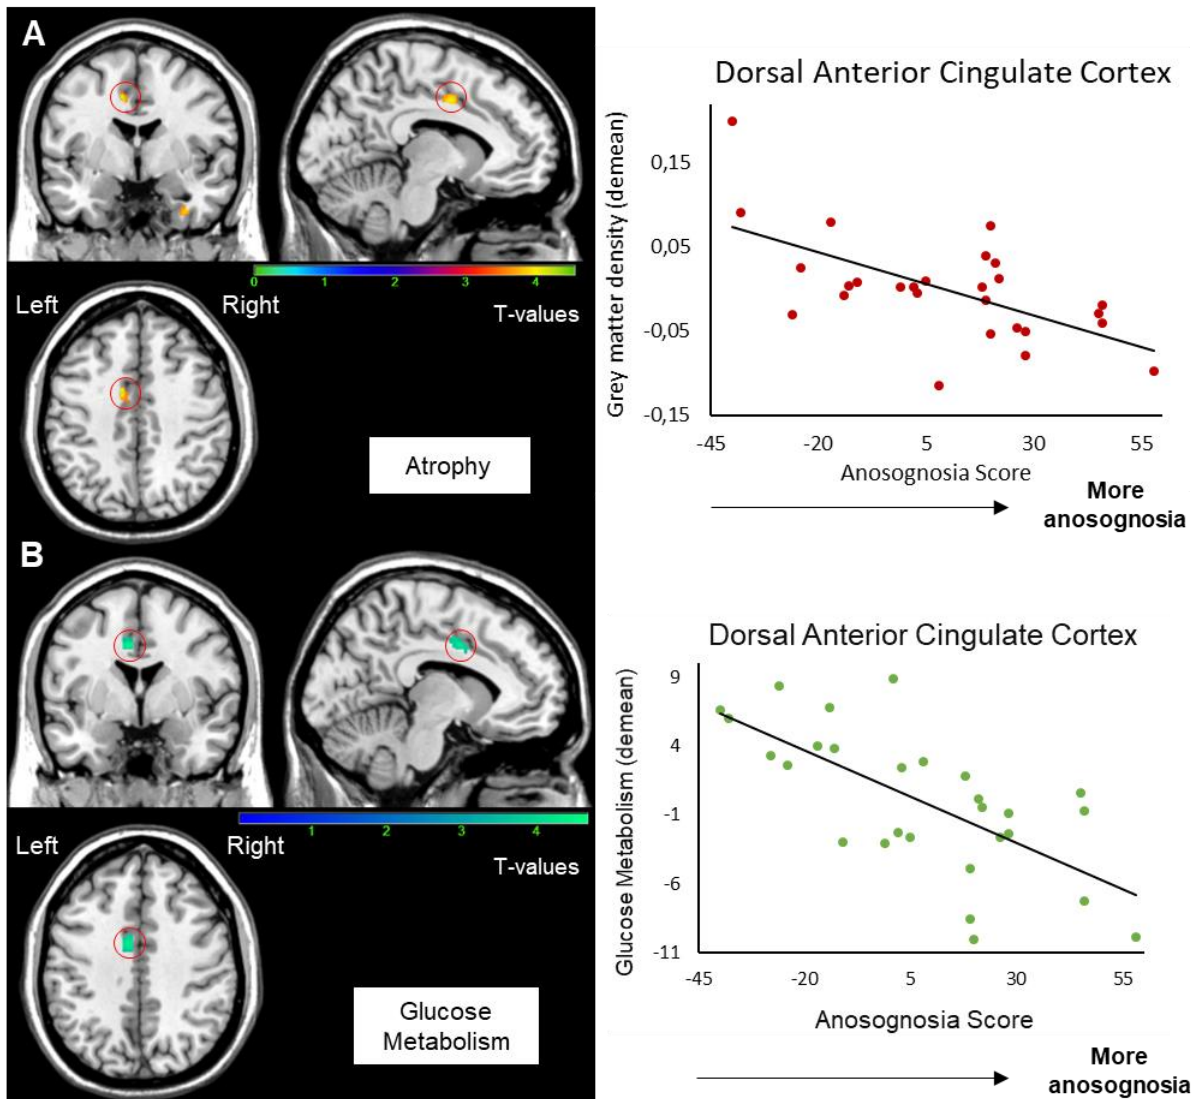 A
0 1 2 3 4
Left Right T-values
Atrophy
Dorsal Anterior Cingulate Cortex
Grey matter density (demean)
0,15
0,05
-0,05
-0,15
-45 -20 5 30 55
Anosognosia Score
More
anosognosia
B
1 2 3 4
Left Right T-values
Glucose
Metabolism
Dorsal Anterior Cingulate Cortex
Glucose Metabolism (demean)
9
4
-1
-6
-11
-45 5 30 55
Anosognosia Score
More
anosognosia